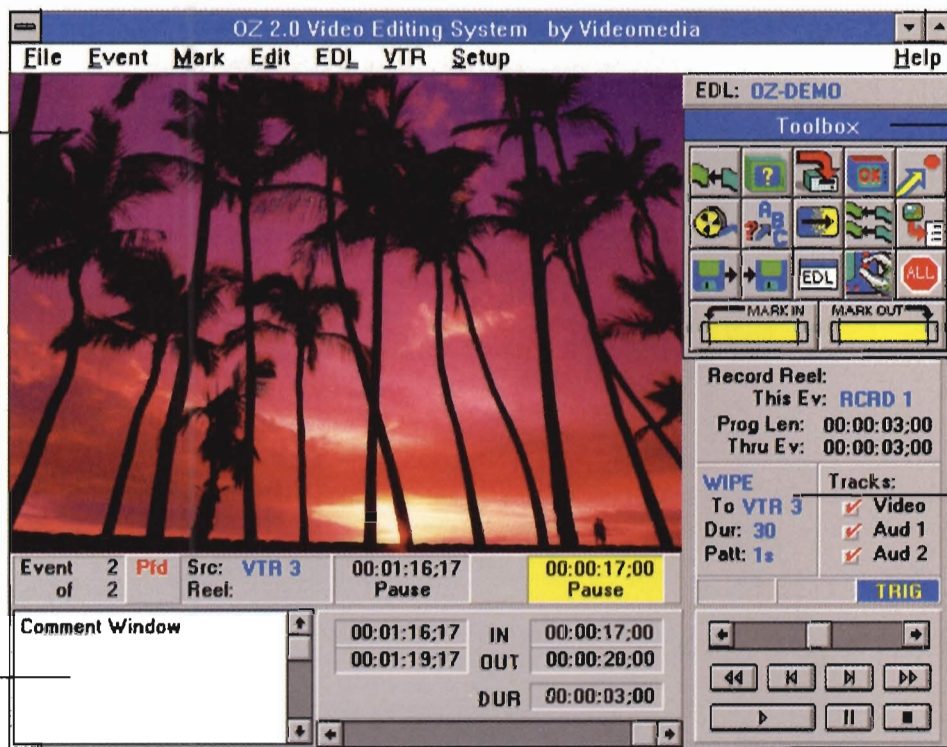 OZ 2.0 Video Editing System by Videomedia
File Event Mark Edit EDL VTR Setup Help
EDL: OZ-DEMO
Toolbox
?
OK
A
B
?
C
EDL
ALL
MARK IN MARK OUT
Record Reel:
This Ev: RCRD 1
Prog Len: 00:00:03;00
Thru Ev: 00:00:03;00
WIPE
To VTR 3
Dur: 30
Patt: 1s
Tracks:
Video
Aud 1
Aud 2
TRIG
Event 2 Pfd Src: VTR 3 00:01:16;17 00:00:17;00
of 2 Reel: Pause Pause
Comment Window
00:01:16;17 IN 00:00:17;00
00:01:19;17 OUT 00:00:20;00
DUR 00:00:03;00